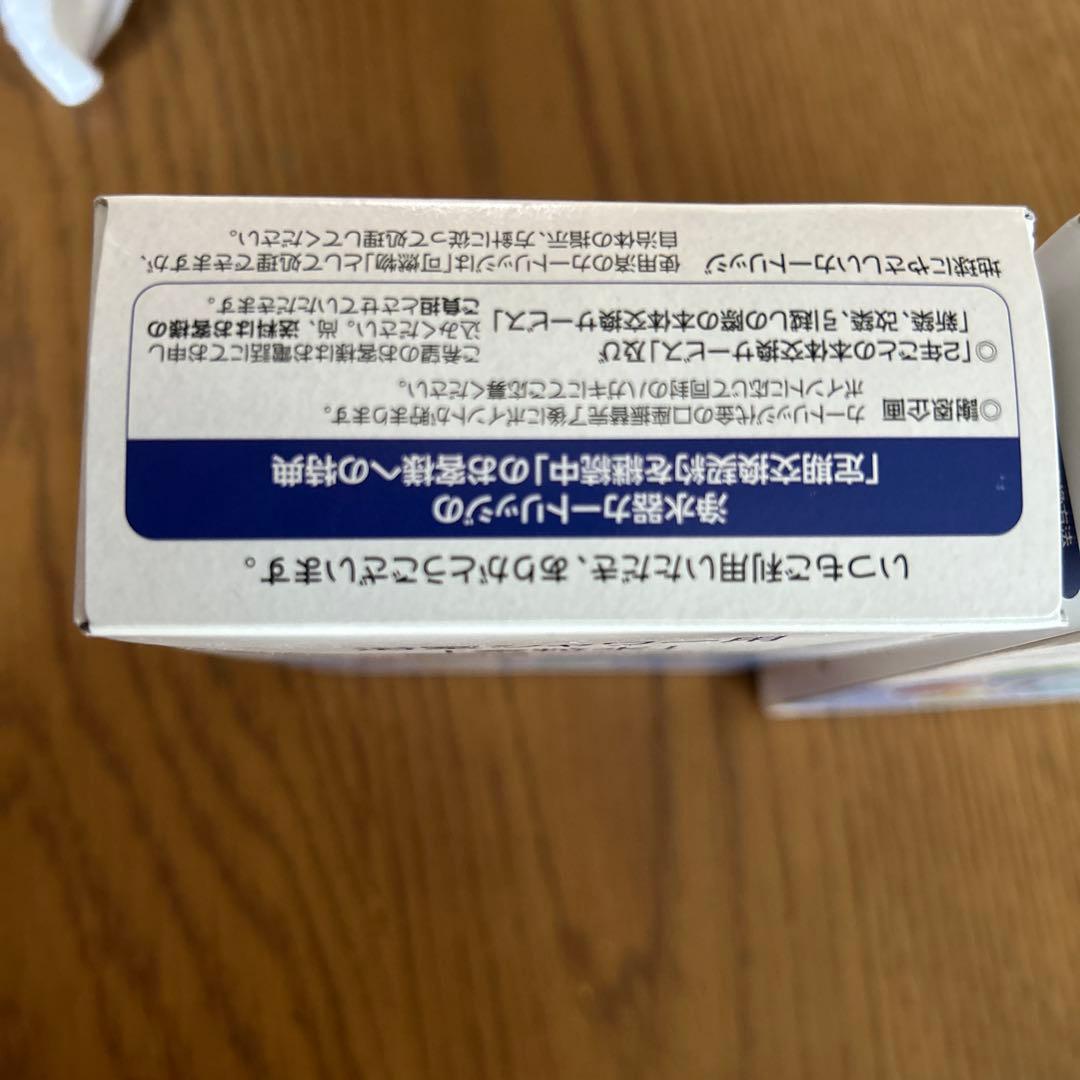 いつもご利用いただき、ありがとうございます。
浄水器カートリッジの
「定期交換契約を継続中」のお客様への特典
◎謝恩企画 カートリッジ代金の口座振替完了後にポイントが貯まります。
ポイントに応じて同封のハガキにてご応募ください。
◎「2年ごとの本体交換サービス」及び
「新築、改築、引越しの際の本体交換サービス」
ご希望のお客様はお電話にてお申し
込みください。尚、送料はお客様の
ご負担とさせていただきます。
地球にやさしいカートリッジ 使用済のカートリッジは「可燃物」として処理できますが、
自治体の指示、方針に従って処理してください。